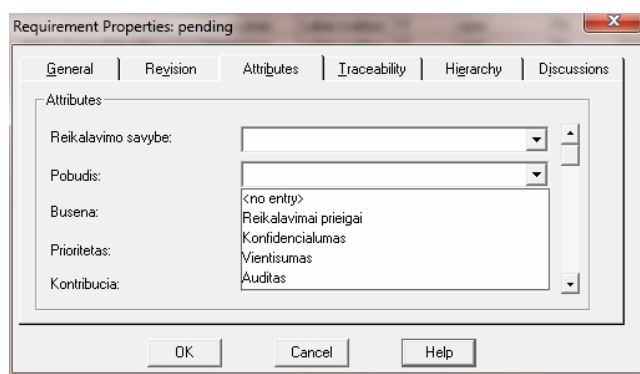 Requirement Properties: pending
General Revision Attributes Traceability Hierarchy Discussions
Attributes
Reikalavimo savybe:
Pobudis:
<no entry>
Busena:
Reikalavimai prieigai
Konfidencialumas
Prioritetas:
Vientisumas
Kontribucia:
Auditas
OK Cancel Help